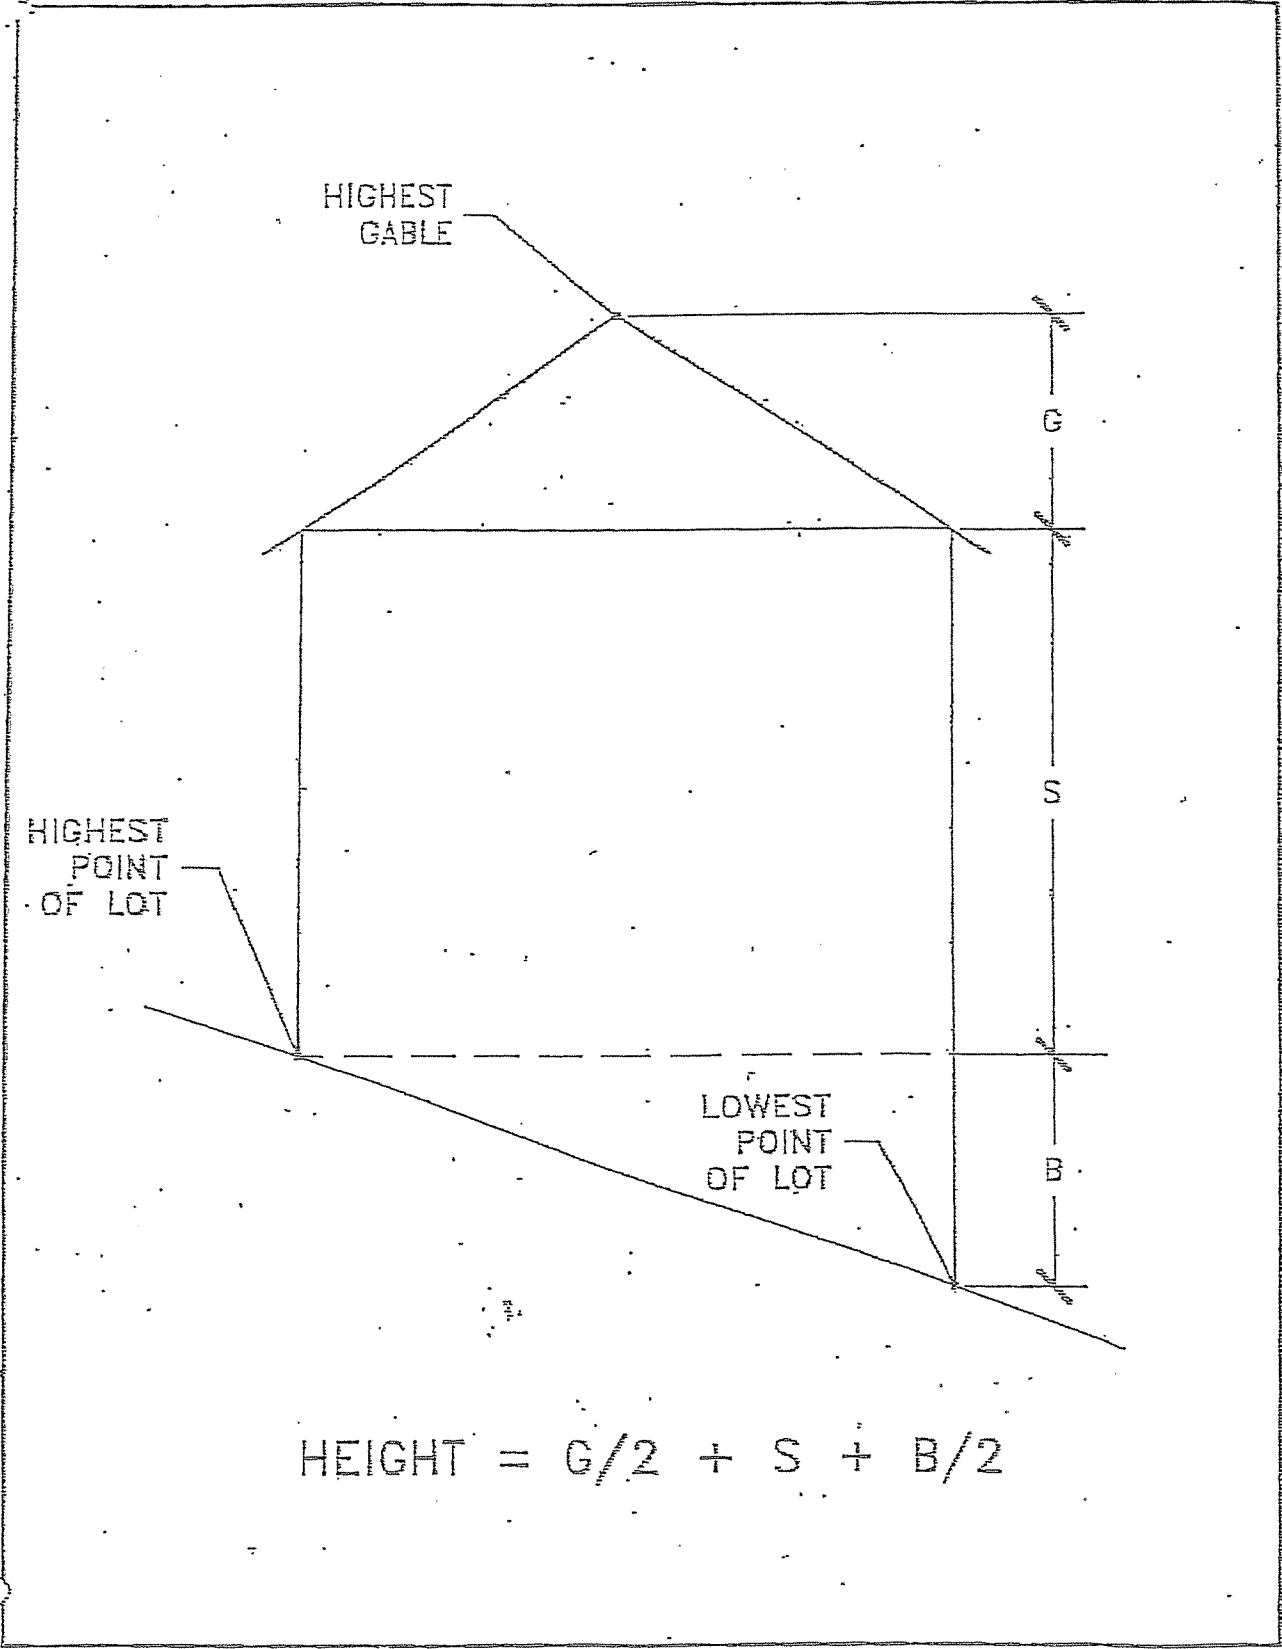 HIGHEST
GABLE
G
S
HIGHEST
POINT
OF LOT
LOWEST
POINT
OF LOT
B
HEIGHT = G/2 + S + B/2